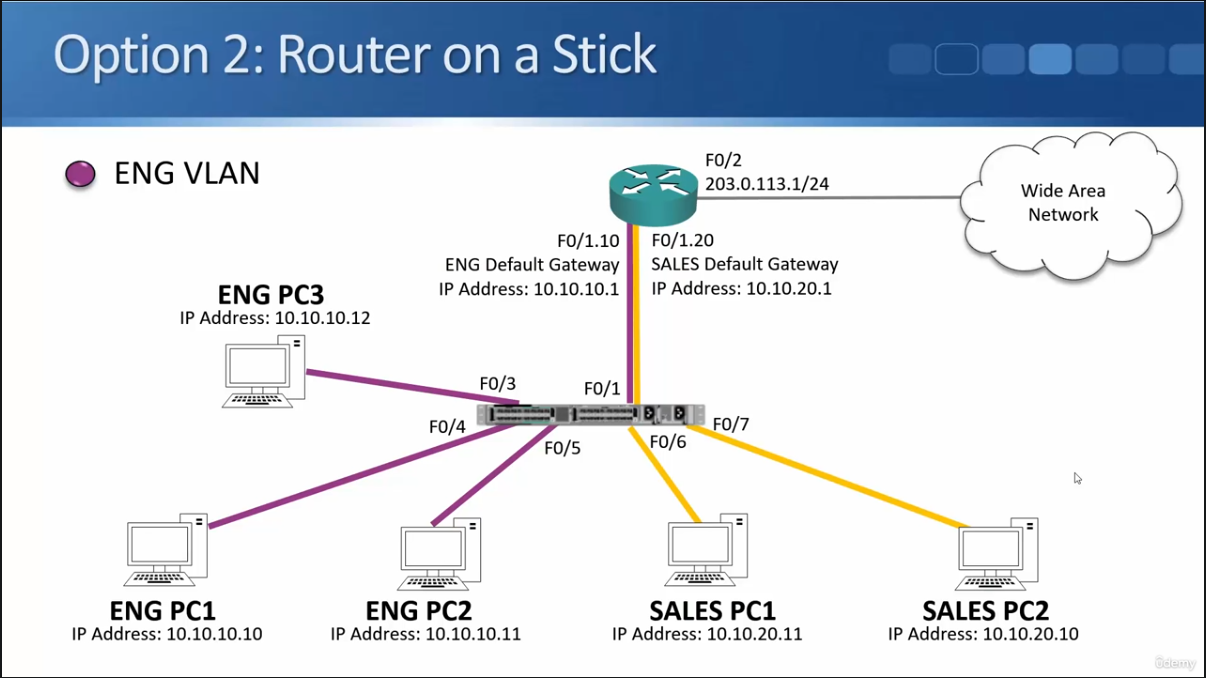 Option 2: Router on a Stick
ENG VLAN
F0/2
203.0.113.1/24
Wide Area
Network
F0/1.10
ENG Default Gateway
IP Address: 10.10.10.1
F0/1.20
SALES Default Gateway
IP Address: 10.10.20.1
ENG PC3
IP Address: 10.10.10.12
F0/3
F0/1
F0/4
F0/5
F0/6
F0/7
ENG PC1
IP Address: 10.10.10.10
ENG PC2
IP Address: 10.10.10.11
SALES PC1
IP Address: 10.10.20.11
SALES PC2
IP Address: 10.10.20.10
ûdemy